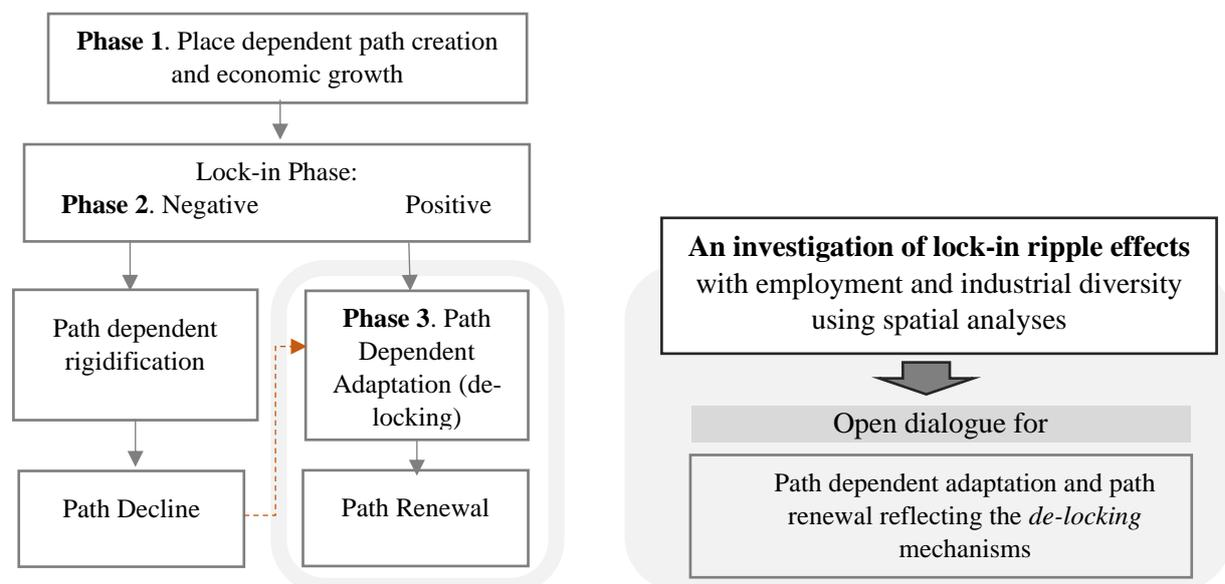 Phase 1. Place dependent path creation
and economic growth
Lock-in Phase:
Phase 2. Negative Positive
Path dependent
rigidification
Path Decline
Phase 3. Path
Dependent
Adaptation (de-
locking)
Path Renewal
An investigation of lock-in ripple effects
with employment and industrial diversity
using spatial analyses
Open dialogue for
Path dependent adaptation and path
renewal reflecting the de-locking
mechanisms